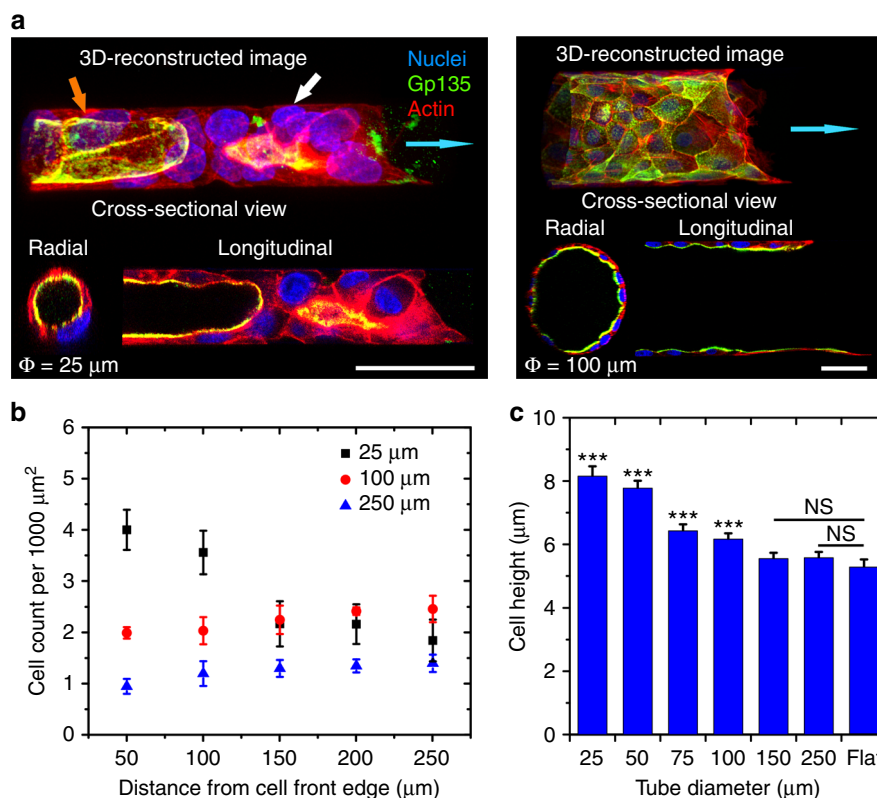 a
3D-reconstructed image
Nuclei
Gp135
Actin
Cross-sectional view
Radial Longitudinal
Φ = 25 μm
3D-reconstructed image
Cross-sectional view
Radial Longitudinal
Φ = 100 μm
b
Cell count per 1000 μm²
6
5
4
3
2
1
0
25 μm
100 μm
250 μm
50 100 150 200 250
Distance from cell front edge (μm)
c
Cell height (μm)
10
8
6
4
2
0
***
***
***
***
NS
NS
25 50 75 100 150 250 Flat
Tube diameter (μm)